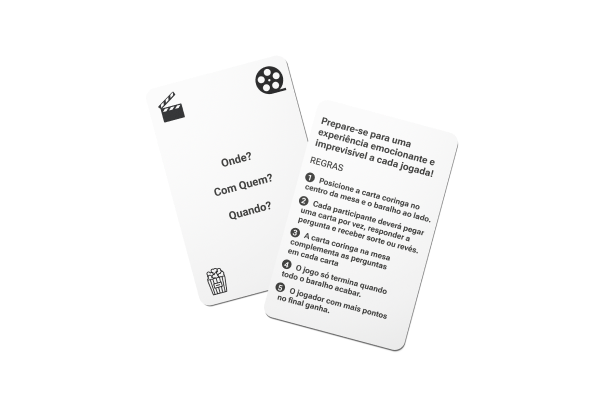 Onde?
Com Quem?
Quando?
Prepare-se para uma
experiência emocionante e
imprevisível a cada jogada!
REGRAS
1 Posicione a carta coringa no
centro da mesa e o baralho ao lado.
2 Cada participante deverá pegar
uma carta por vez, responder a
pergunta e receber sorte ou revés.
3 A carta coringa na mesa
complementa as perguntas
em cada carta
4 O jogo só termina quando
todo o baralho acabar.
5 O jogador com mais pontos
no final ganha.